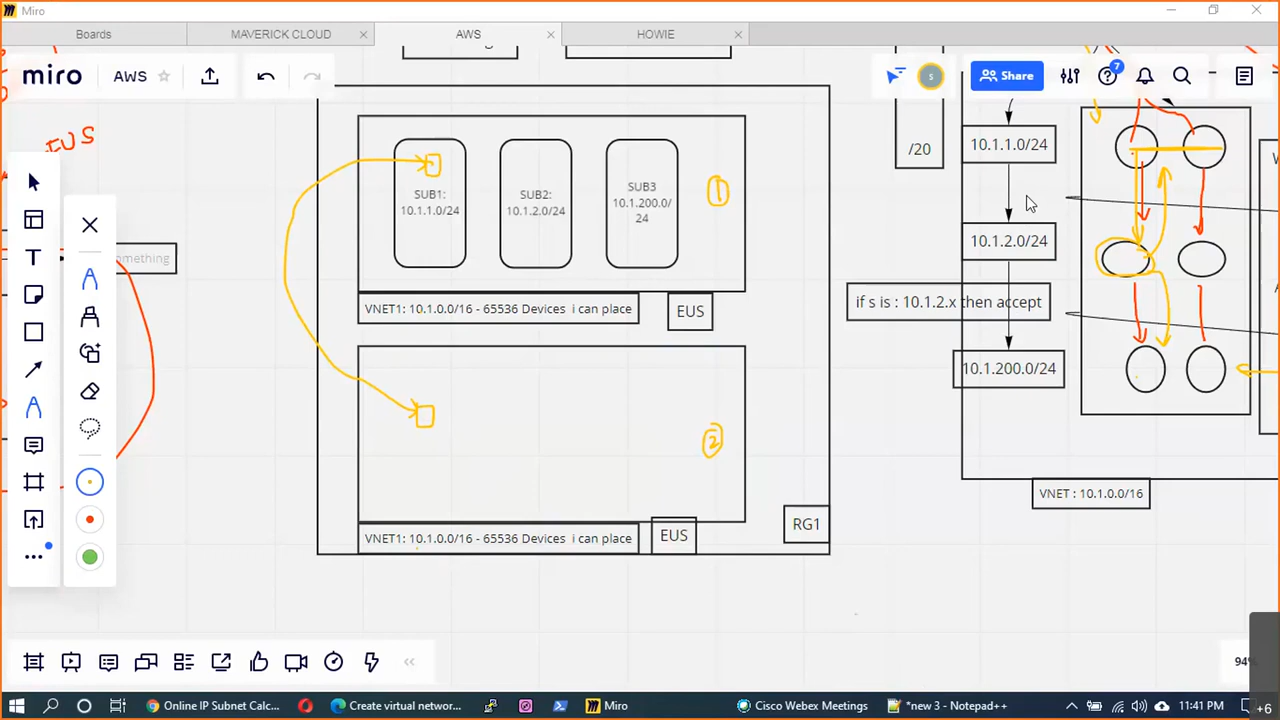 Miro
Boards
MAVERICK CLOUD
AWS
HOWIE
miro
AWS
Share
7
s
EUS
/20
10.1.1.0/24
SUB1:
10.1.1.0/24
SUB2:
10.1.2.0/24
SUB3
10.200.0/
24
1
10.1.2.0/24
omething
VNET1: 10.1.0.0/16 - 65536 Devices i can place
EUS
if s is : 10.1.2.x then accept
10.1.200.0/24
2
VNET : 10.1.0.0/16
RG1
VNET1: 10.1.0.0/16 - 65536 Devices i can place
EUS
94%
Online IP Subnet Calc...
Create virtual networ...
Miro
Cisco Webex Meetings
*new 3 - Notepad++
11:41 PM
+6